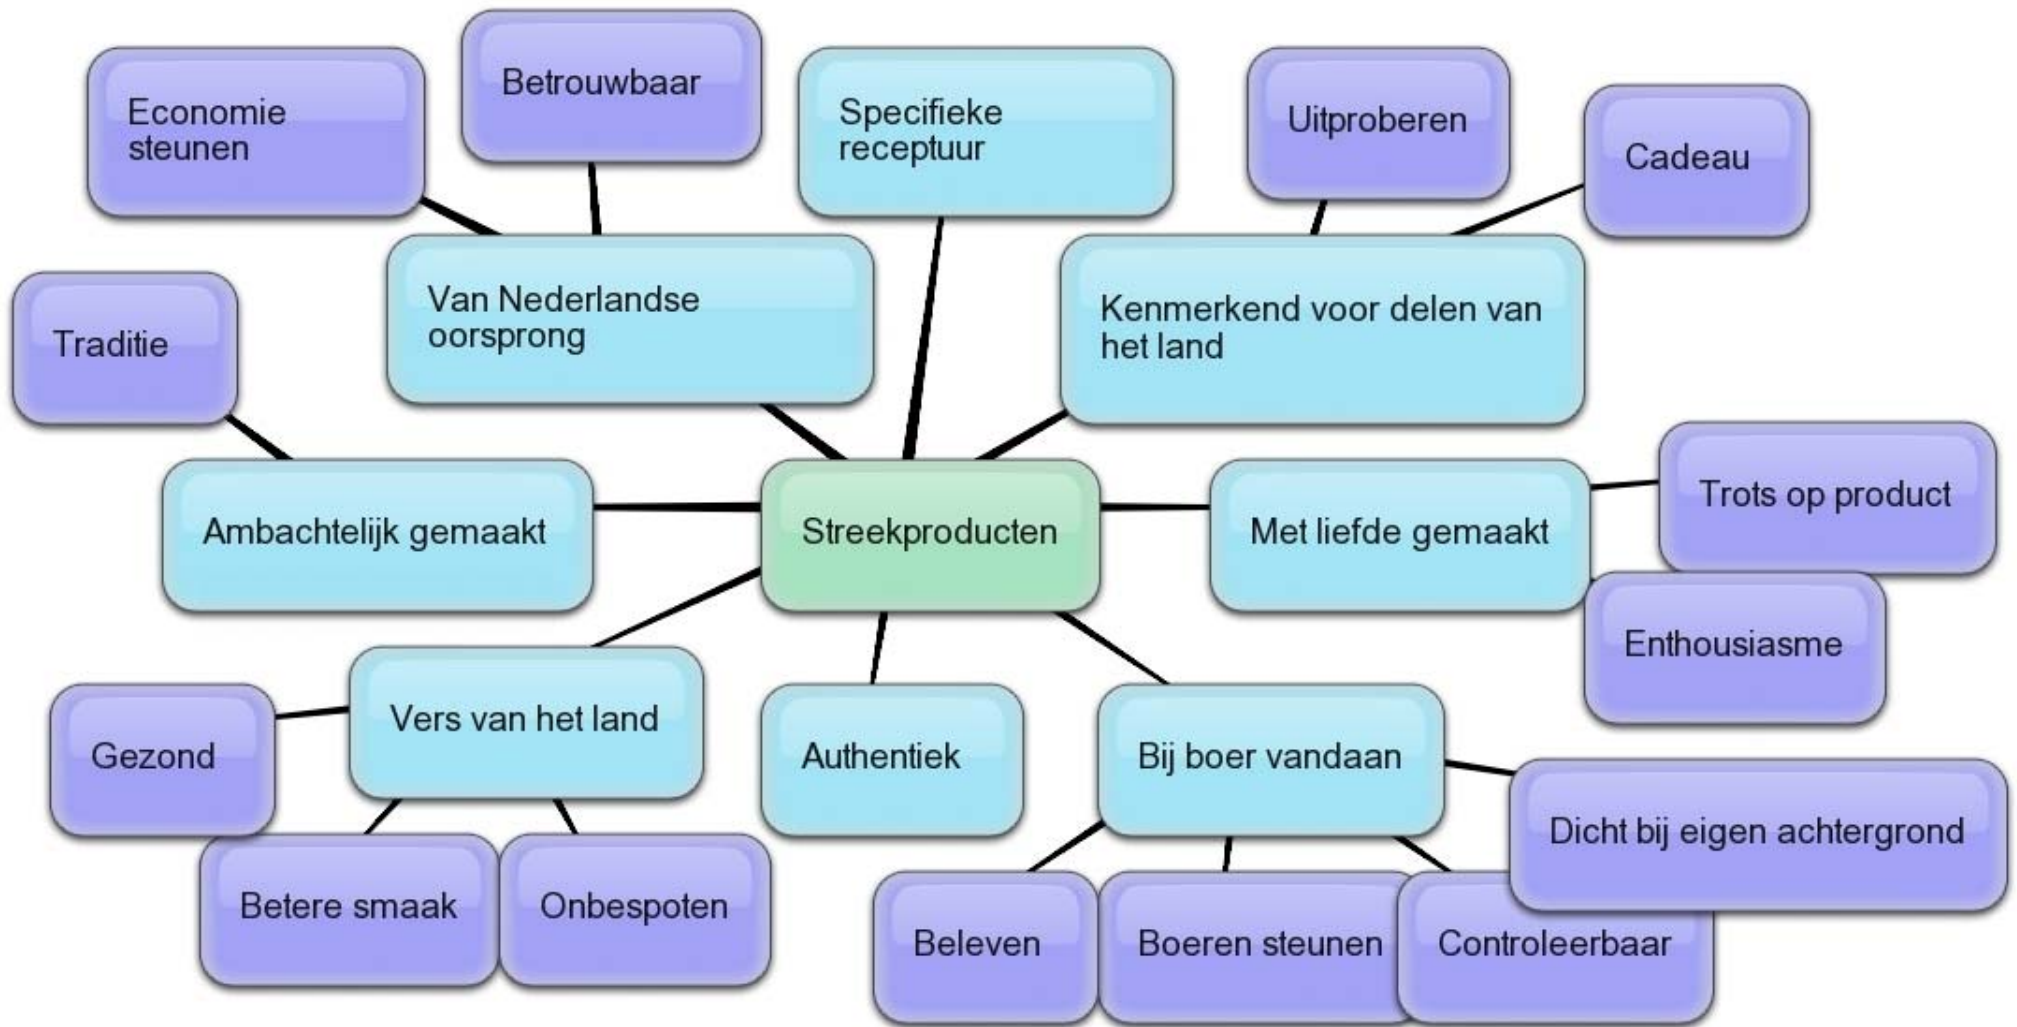 Betrouwbaar
Economie
steunen
Specifieke
receptuur
Uitproberen
Cadeau
Van Nederlandse
oorsprong
Kenmerkend voor delen van
het land
Traditie
Trots op product
Ambachtelijk gemaakt
Streekproducten
Met liefde gemaakt
Enthousiasme
Vers van het land
Gezond
Authentiek
Bij boer vandaan
Dicht bij eigen achtergrond
Betere smaak
Onbespoten
Beleven
Boeren steunen
Controleerbaar